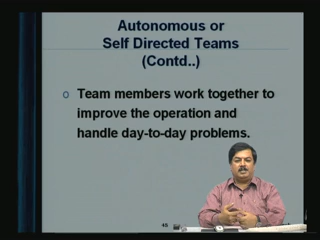 Autonomous or
Self Directed Teams
(Contd..)
o Team members work together to
improve the operation and
handle day-to-day problems.
45